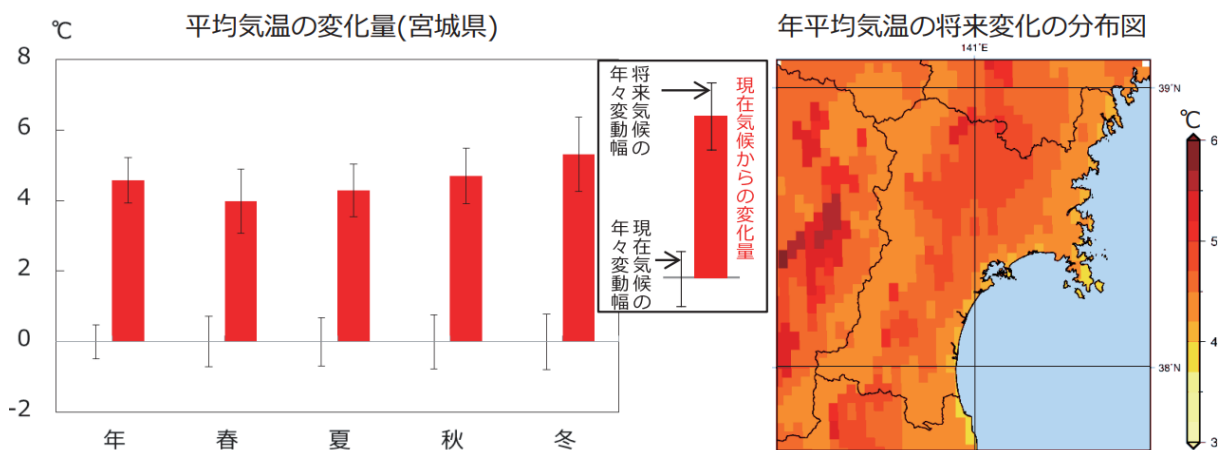 平均気温の変化量(宮城県)
℃
8
6
4
2
0
-2
年
春
夏
秋
冬
将来気候の
年々変動幅
現在気候の
年々変動幅
現在気候からの変化量
年平均気温の将来変化の分布図
141°E
39°N
38°N
℃
6
5
4
3